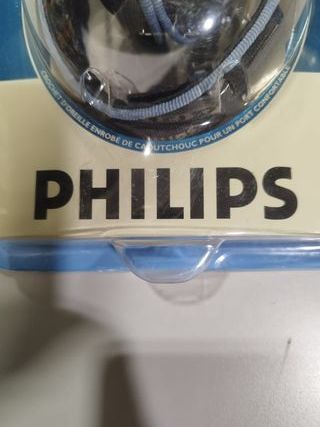 CROCHET D'OREILLE ENROBÉ DE CAOUTCHOUC POUR UN PORT CONFORTABLE
PHILIPS